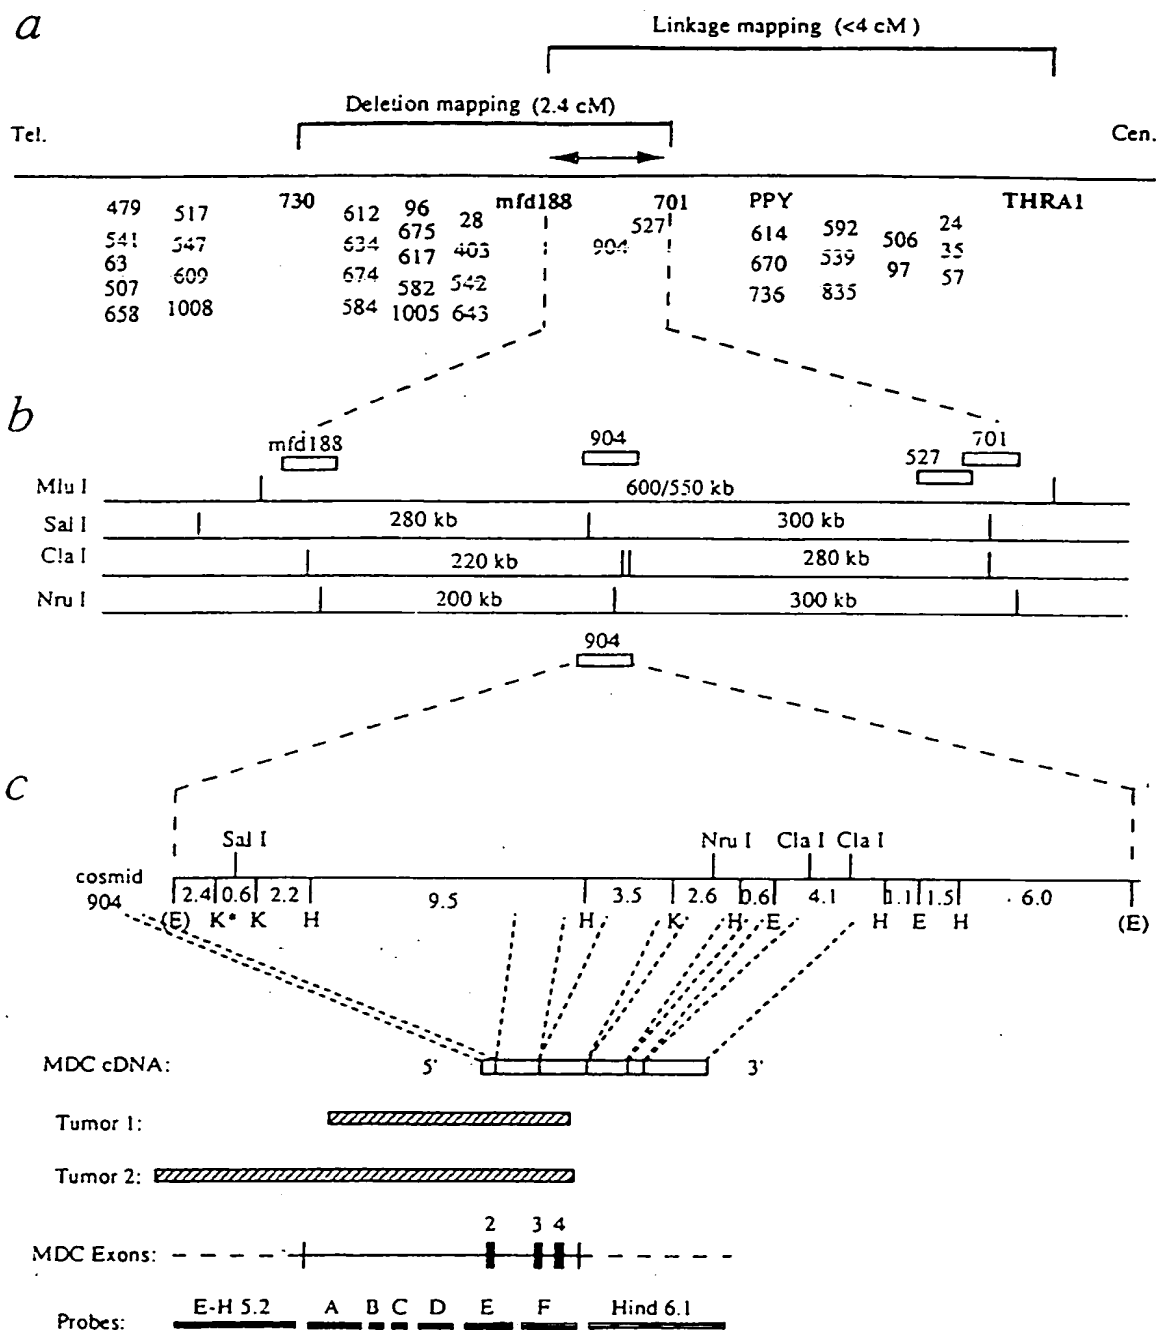 a
Linkage mapping (<4 cM )
Deletion mapping (2.4 cM)
Tel.
Cen.
730 mfd188 701 PPY THRA1
479 517 612 96 28 527 614 592 506 24
541 547 634 675 403 904 670 539 97 35
63 609 674 617 542 736 835 57
507 1008 584 582 643
658 1005
b
mfd188 904 527 701
Mlu I 600/550 kb
Sal I 280 kb 300 kb
Cla I 220 kb 280 kb
Nru I 200 kb 300 kb
904
c
Sal I Nru I Cla I Cla I
cosmid 904
2.4 0.6 2.2 9.5 3.5 2.6 0.6 4.1 1.1 1.5 6.0
(E) K* K H H K H E H E H (E)
MDC cDNA: 5' 3'
Tumor 1:
Tumor 2:
2 3 4
MDC Exons:
E-H 5.2 A B C D E F Hind 6.1
Probes: